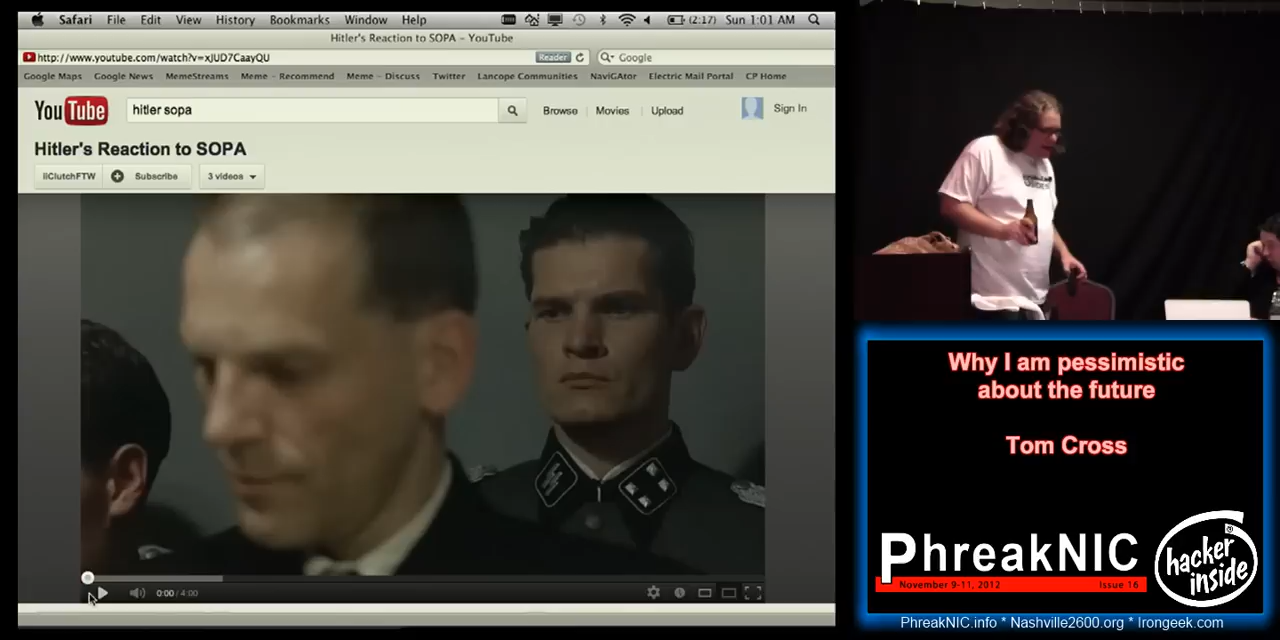 Safari File Edit View History Bookmarks Window Help (2:17) Sun 1:01 AM
Hitler's Reaction to SOPA – YouTube
http://www.youtube.com/watch?v=xJUD7CaayQU Reader Google
Google Maps Google News MemeStreams Meme – Recommend Meme – Discuss Twitter Lancope Communities NaviGAtor Electric Mail Portal CP Home
YouTube hitler sopa Browse Movies Upload Sign In
Hitler's Reaction to SOPA
liClutchFTW Subscribe 3 videos
0:00 / 4:00
Why I am pessimistic
about the future
Tom Cross
PhreakNIC
November 9-11, 2012 Issue 16
hacker
inside
PhreakNIC.info * Nashville2600.org * Irongeek.com